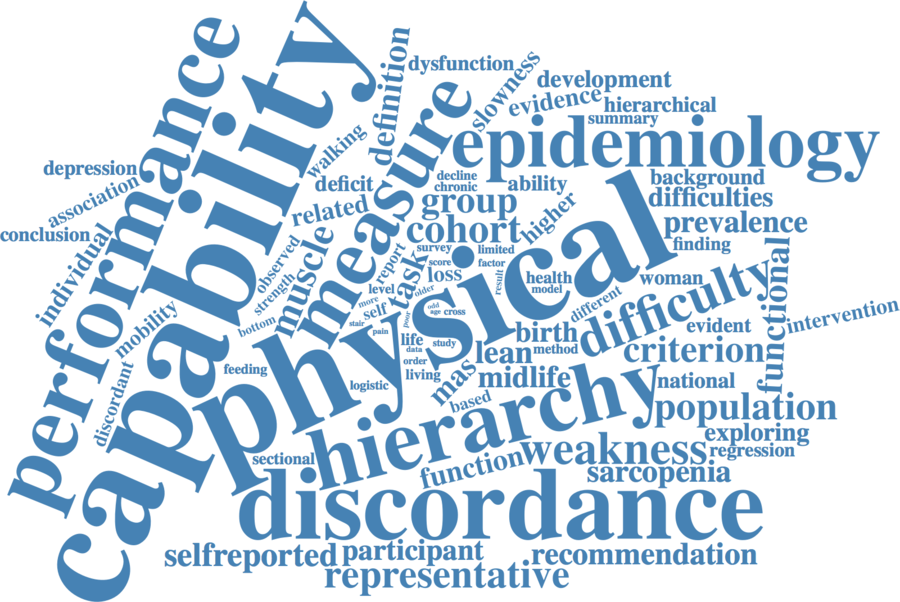 performance
capability
physical
measure
epidemiology
discordance
hierarchy
difficulty
definition
dysfunction
slowness
development
evidence
hierarchical
summary
walking
depression
association
conclusion
individual
deficit
related
muscle
observed
strength
bottom
mobility
discordant
feeding
decline
chronic
ability
group
cohort
higher
background
difficulties
prevalence
finding
functional
survey
limited
score
factor
loss
report
task
level
older
more
self
stair
pain
poor
odd
age
cross
result
health
model
woman
different
birth
method
lean
life
data
study
order
living
logistic
mas
midlife
based
evident
intervention
criterion
national
population
exploring
regression
weakness
sarcopenia
function
sectional
selfreported
participant
recommendation
representative